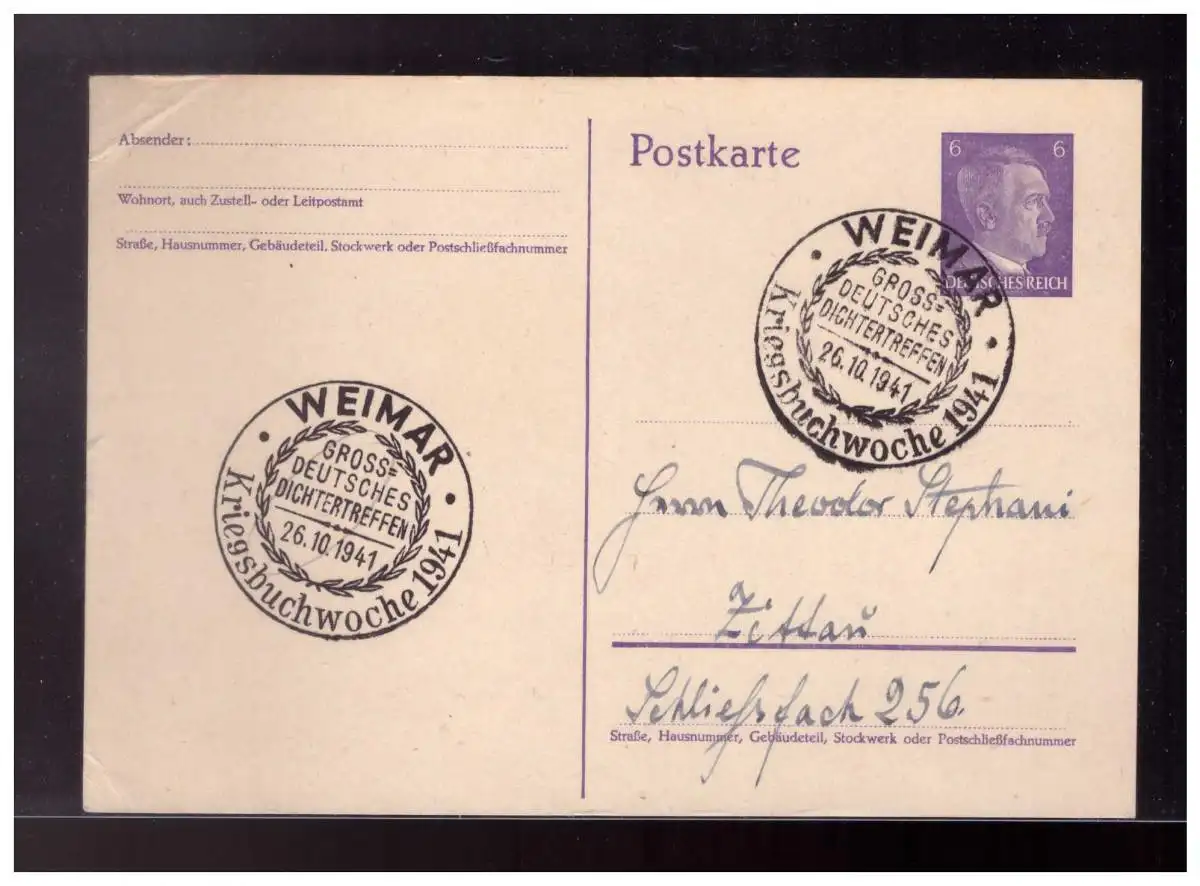 Absender:
Wohnort, auch Zustell- oder Leitpostamt
Straße, Hausnummer, Gebäudeteil, Stockwerk oder Postschließfachnummer
WEIMAR
GROSS=
DEUTSCHES
DICHTERTREFFEN
26.10.1941
Kriegsbuchwoche 1941
Postkarte
6 6
DEUTSCHES REICH
WEIMAR
GROSS=
DEUTSCHES
DICHTERTREFFEN
26.10.1941
Kriegsbuchwoche 1941
Herrn Theodor Stephani
Zittau
Schließfach 256.
Straße, Hausnummer, Gebäudeteil, Stockwerk oder Postschließfachnummer